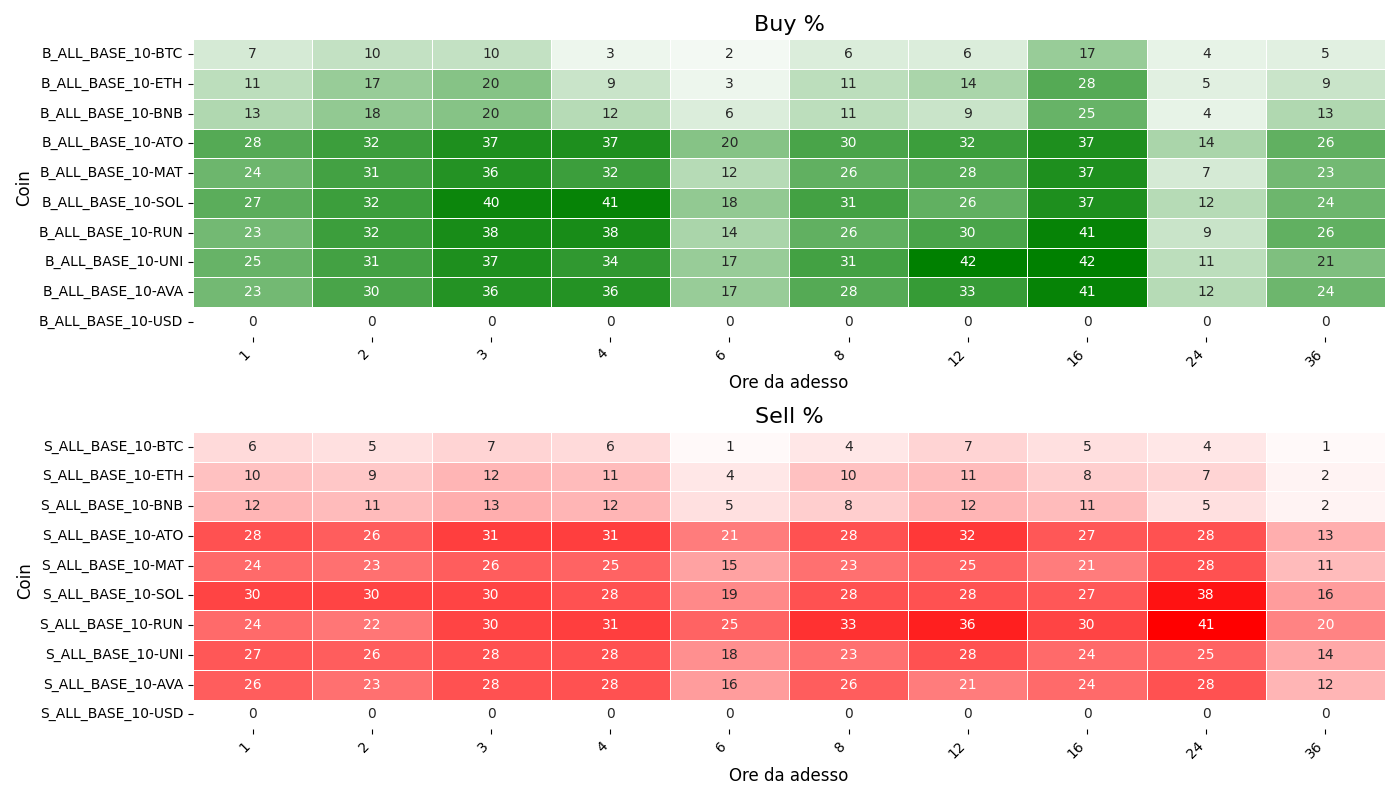 Buy %
Coin
B_ALL_BASE_10-BTC 7 10 10 3 2 6 6 17 4 5
B_ALL_BASE_10-ETH 11 17 20 9 3 11 14 28 5 9
B_ALL_BASE_10-BNB 13 18 20 12 6 11 9 25 4 13
B_ALL_BASE_10-ATO 28 32 37 37 20 30 32 37 14 26
B_ALL_BASE_10-MAT 24 31 36 32 12 26 28 37 7 23
B_ALL_BASE_10-SOL 27 32 40 41 18 31 26 37 12 24
B_ALL_BASE_10-RUN 23 32 38 38 14 26 30 41 9 26
B_ALL_BASE_10-UNI 25 31 37 34 17 31 42 42 11 21
B_ALL_BASE_10-AVA 23 30 36 36 17 28 33 41 12 24
B_ALL_BASE_10-USD 0 0 0 0 0 0 0 0 0 0
1 2 3 4 6 8 12 16 24 36
Ore da adesso
Sell %
Coin
S_ALL_BASE_10-BTC 6 5 7 6 1 4 7 5 4 1
S_ALL_BASE_10-ETH 10 9 12 11 4 10 11 8 7 2
S_ALL_BASE_10-BNB 12 11 13 12 5 8 12 11 5 2
S_ALL_BASE_10-ATO 28 26 31 31 21 28 32 27 28 13
S_ALL_BASE_10-MAT 24 23 26 25 15 23 25 21 28 11
S_ALL_BASE_10-SOL 30 30 30 28 19 28 28 27 38 16
S_ALL_BASE_10-RUN 24 22 30 31 25 33 36 30 41 20
S_ALL_BASE_10-UNI 27 26 28 28 18 23 28 24 25 14
S_ALL_BASE_10-AVA 26 23 28 28 16 26 21 24 28 12
S_ALL_BASE_10-USD 0 0 0 0 0 0 0 0 0 0
1 2 3 4 6 8 12 16 24 36
Ore da adesso